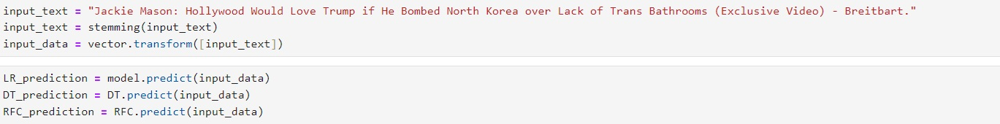 input_text = "Jackie Mason: Hollywood Would Love Trump if He Bombed North Korea over Lack of Trans Bathrooms (Exclusive Video) - Breitbart."
input_text = stemming(input_text)
input_data = vector.transform([input_text])
LR_prediction = model.predict(input_data)
DT_prediction = DT.predict(input_data)
RFC_prediction = RFC.predict(input_data)